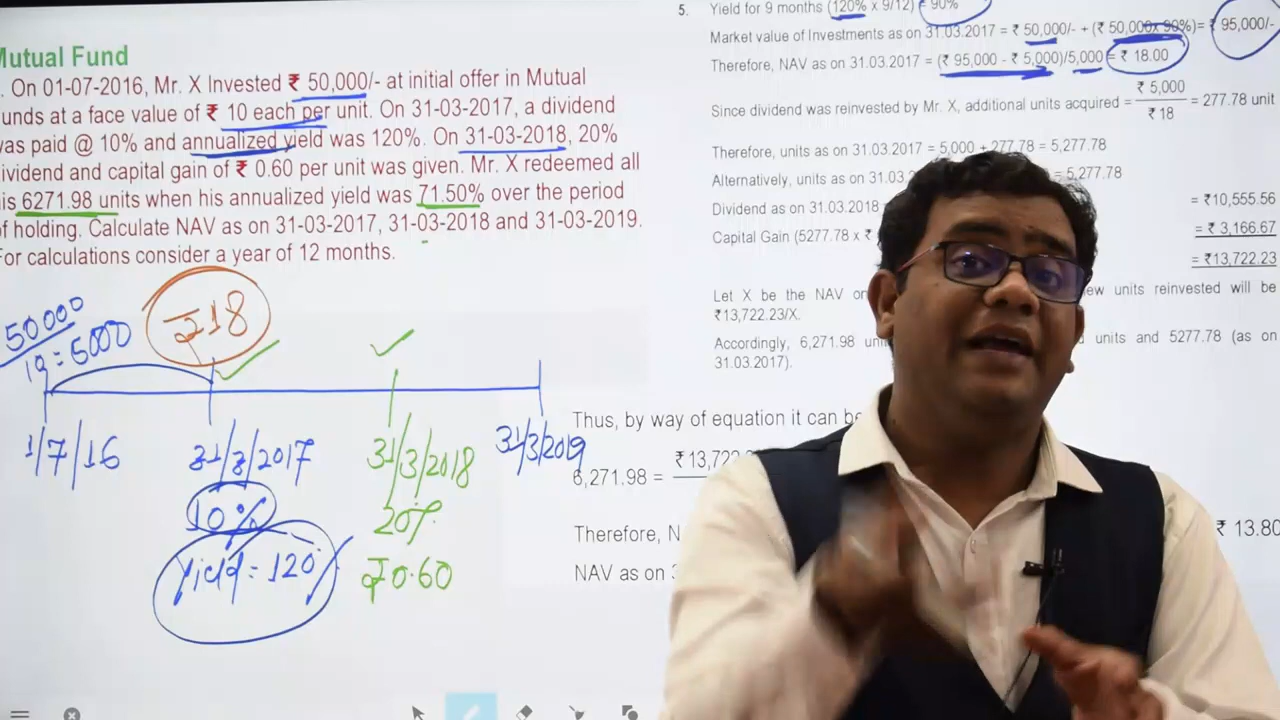 Mutual Fund
. On 01-07-2016, Mr. X Invested ₹ 50,000/- at initial offer in Mutual
unds at a face value of ₹ 10 each per unit. On 31-03-2017, a dividend
was paid @ 10% and annualized yield was 120%. On 31-03-2018, 20%
ividend and capital gain of ₹ 0.60 per unit was given. Mr. X redeemed all
is 6271.98 units when his annualized yield was 71.50% over the period
of holding. Calculate NAV as on 31-03-2017, 31-03-2018 and 31-03-2019.
For calculations consider a year of 12 months.
50000
10 = 5000
₹18
1/7/16
31/3/2017
31/3/2018
31/3/2019
10%
20%
Yield = 120%
₹0.60
5. Yield for 9 months (120% x 9/12) = 90%
Market value of Investments as on 31.03.2017 = ₹ 50,000/- + (₹ 50,000x 90%)= ₹ 95,000/-
Therefore, NAV as on 31.03.2017 = (₹ 95,000 - ₹ 5,000)/5,000 = ₹ 18.00
Since dividend was reinvested by Mr. X, additional units acquired = ₹ 5,000 / ₹ 18 = 277.78 unit
Therefore, units as on 31.03.2017 = 5,000 + 277.78 = 5,277.78
Alternatively, units as on 31.03.2 = 5,277.78
Dividend as on 31.03.2018 = ₹10,555.56
Capital Gain (5277.78 x ₹ = ₹ 3,166.67
= ₹13,722.23
Let X be the NAV on ew units reinvested will be
₹13,722.23/X.
Accordingly, 6,271.98 uni units and 5277.78 (as on
31.03.2017).
Thus, by way of equation it can be
6,271.98 = ₹13,722
Therefore, N ₹ 13.80
NAV as on 3